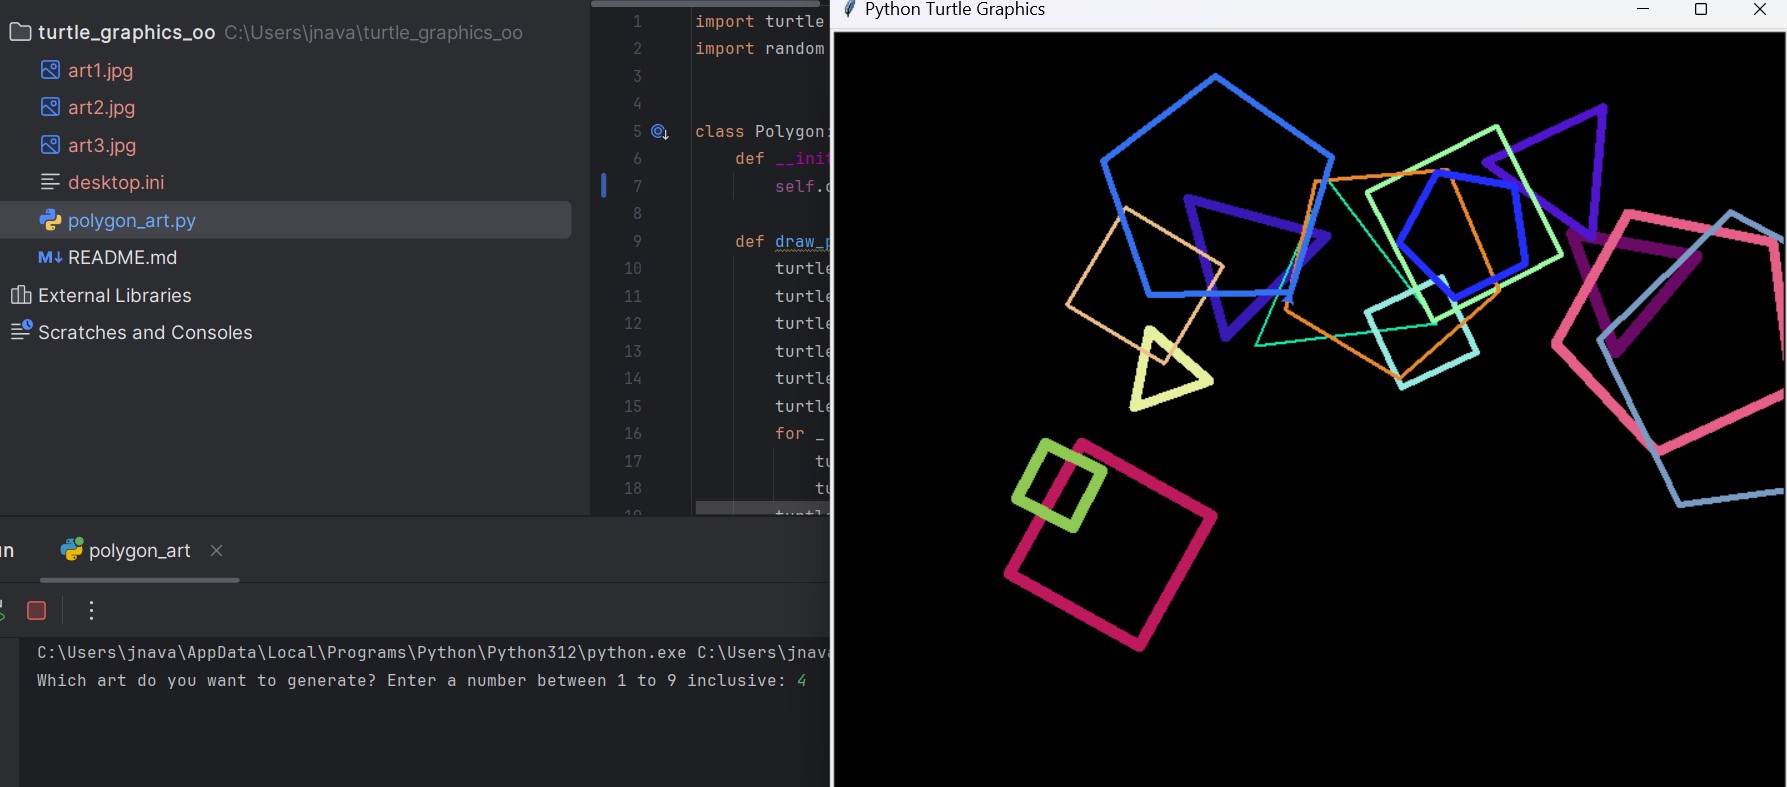 turtle_graphics_oo C:\Users\jnava\turtle_graphics_oo
art1.jpg
art2.jpg
art3.jpg
desktop.ini
polygon_art.py
M↓ README.md
External Libraries
Scratches and Consoles
1 import turtle
2 import random
3
4
5 class Polygon:
6 def __init
7 self.
8
9 def draw_
10 turtle
11 turtle
12 turtle
13 turtle
14 turtle
15 turtle
16 for _
17 tu
18 tu
19 turtle
polygon_art
C:\Users\jnava\AppData\Local\Programs\Python\Python312\python.exe C:\Users\jnava
Which art do you want to generate? Enter a number between 1 to 9 inclusive: 4
Python Turtle Graphics